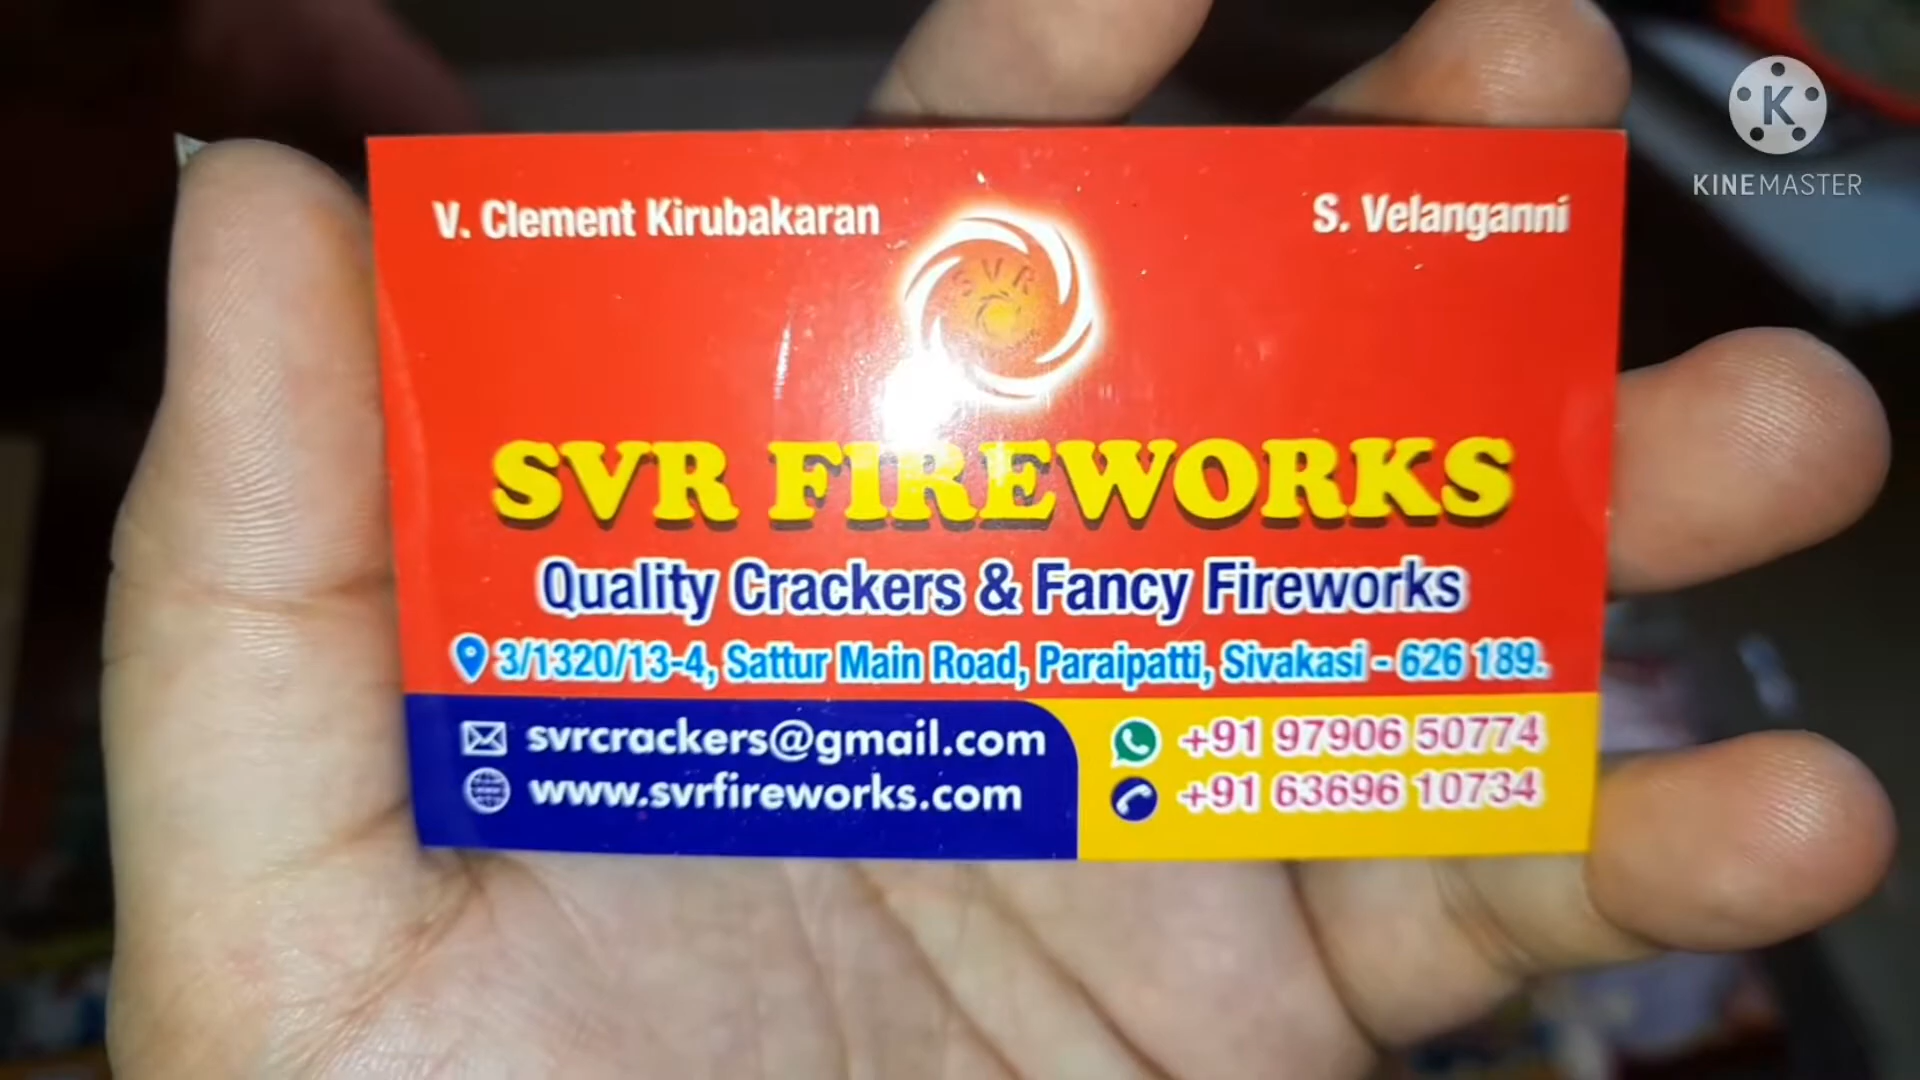 V. Clement Kirubakaran
S. Velanganni
SVR
SVR FIREWORKS
Quality Crackers & Fancy Fireworks
3/1320/13-4, Sattur Main Road, Paraipatti, Sivakasi - 626 189.
svrcrackers@gmail.com
www.svrfireworks.com
+91 97906 50774
+91 63696 10734
K
KINEMASTER